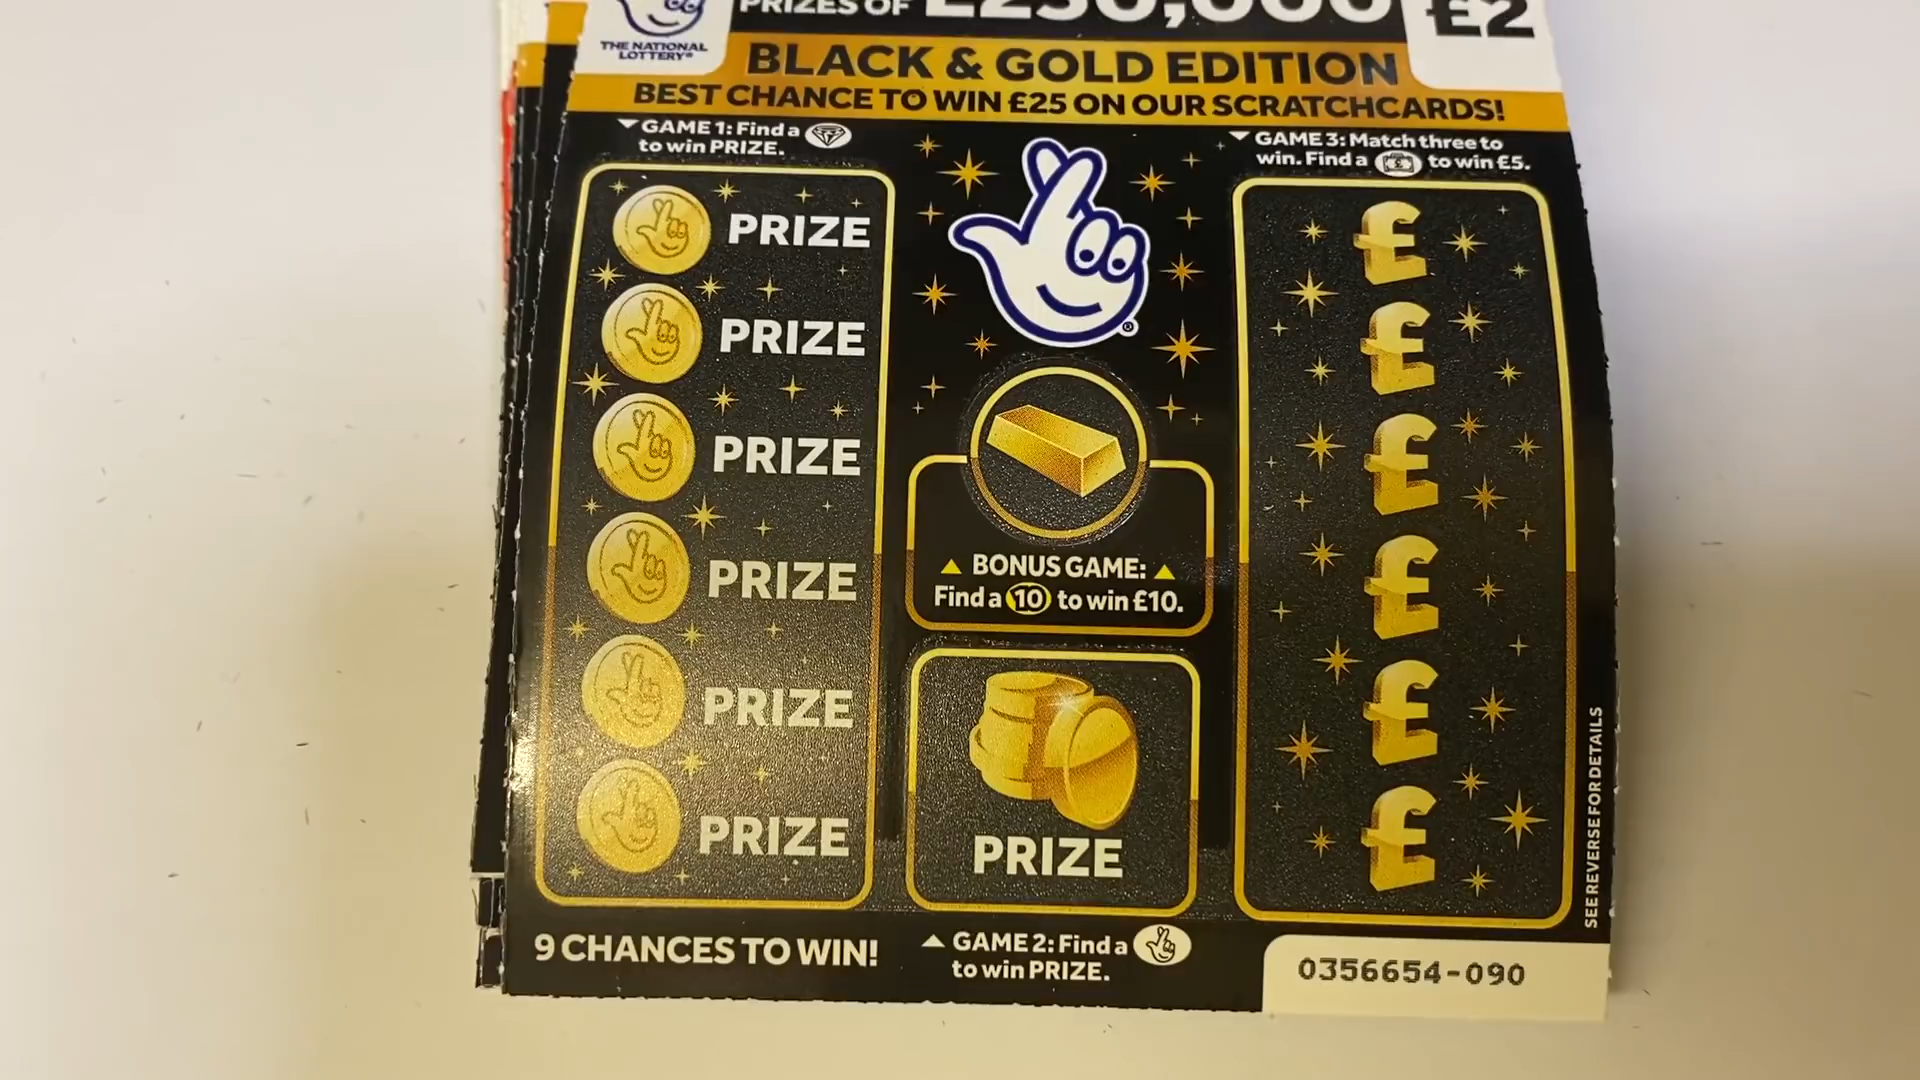 PRIZES OF £250,000
£2
THE NATIONAL
LOTTERY®
BLACK & GOLD EDITION
BEST CHANCE TO WIN £25 ON OUR SCRATCHCARDS!
GAME 1: Find a
to win PRIZE.
PRIZE
PRIZE
PRIZE
PRIZE
PRIZE
PRIZE
9 CHANCES TO WIN!
®
10
BONUS GAME:
Find a 10 to win £10.
PRIZE
GAME 2: Find a
to win PRIZE.
GAME 3: Match three to
win. Find a £ to win £5.
£
£
£
£
£
£
SEE REVERSE FOR DETAILS
0356654-090